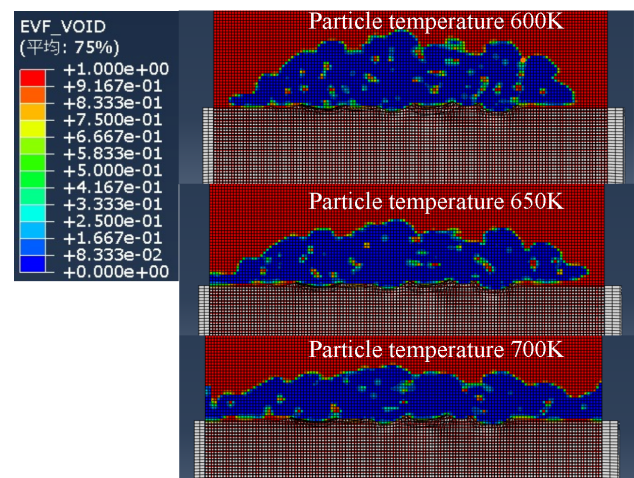 EVF_VOID
(平均: 75%)
+1.000e+00
+9.167e-01
+8.333e-01
+7.500e-01
+6.667e-01
+5.833e-01
+5.000e-01
+4.167e-01
+3.333e-01
+2.500e-01
+1.667e-01
+8.333e-02
+0.000e+00
Particle temperature 600K
Particle temperature 650K
Particle temperature 700K